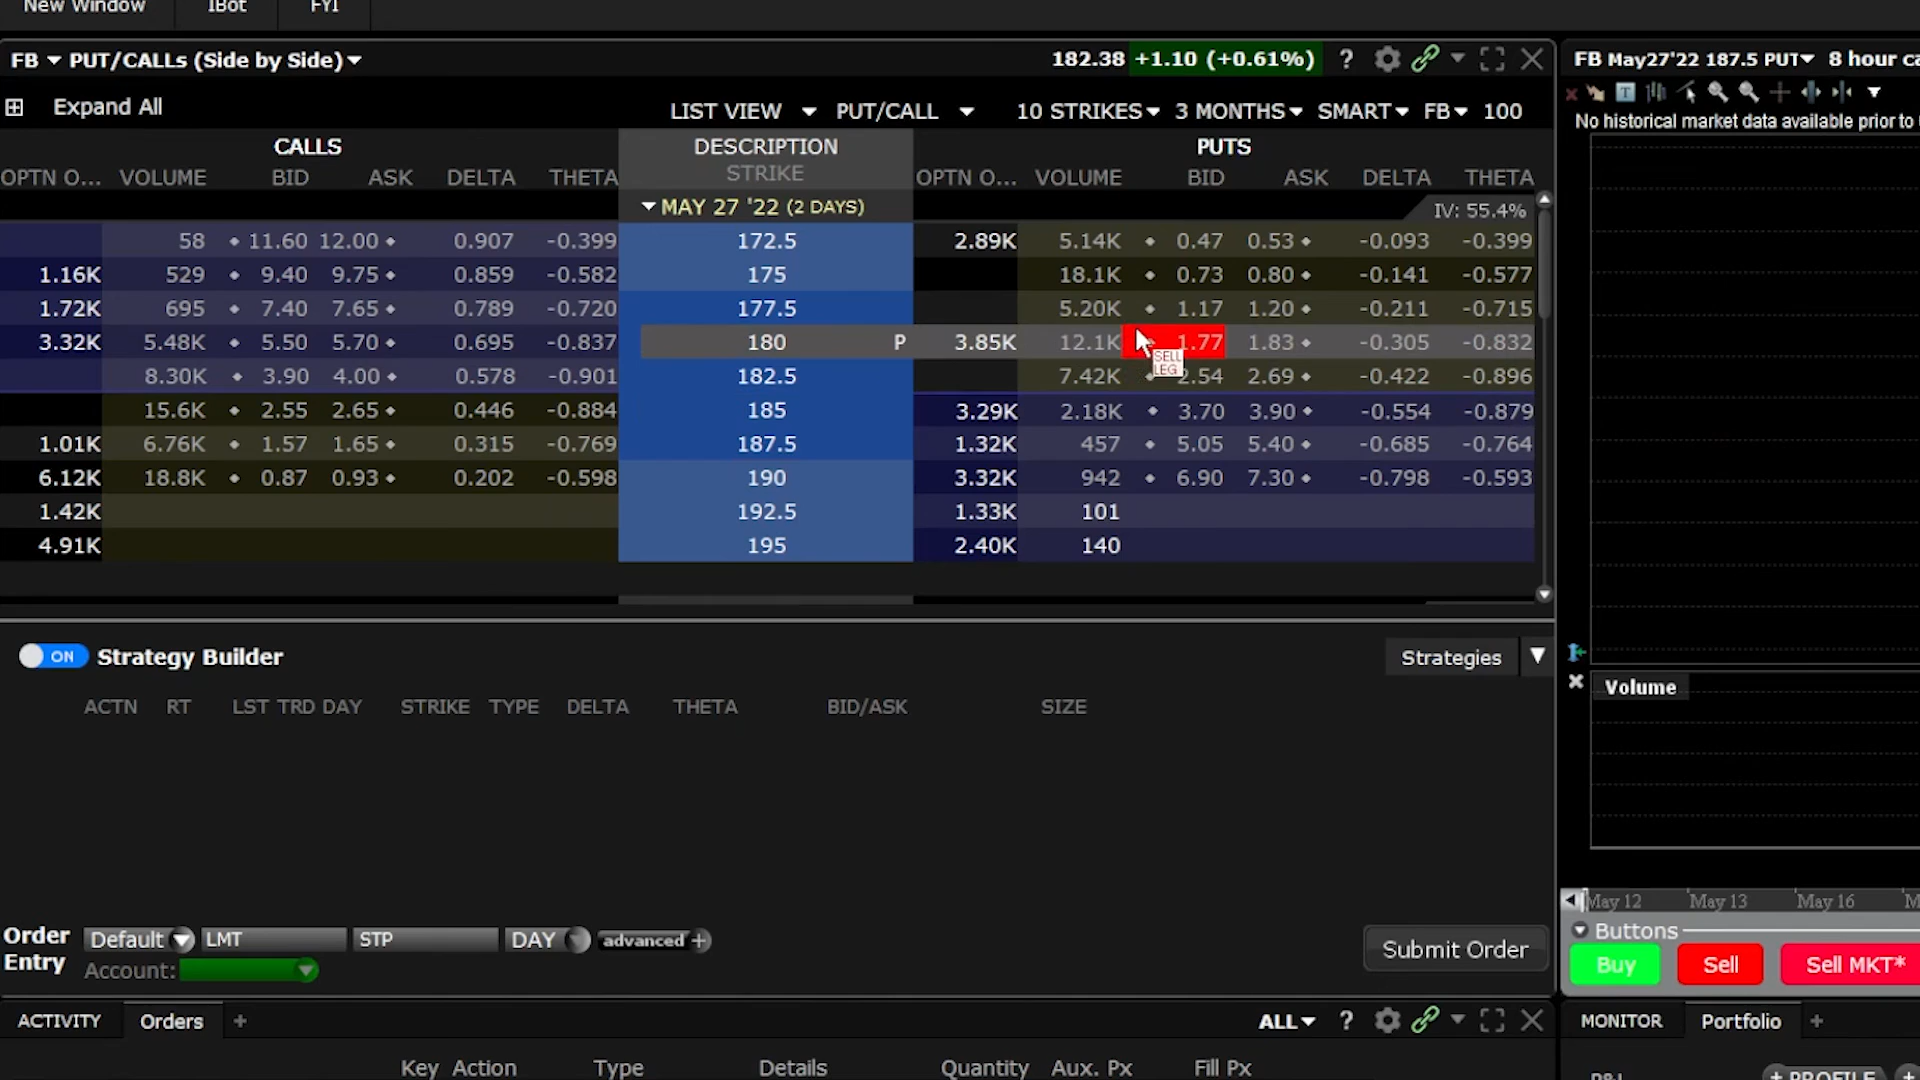 New Window IBot FYI
FB PUT/CALLs (Side by Side) 182.38 +1.10 (+0.61%) ?
Expand All LIST VIEW PUT/CALL 10 STRIKES 3 MONTHS SMART FB 100
CALLS DESCRIPTION PUTS
OPTN O... VOLUME BID ASK DELTA THETA STRIKE OPTN O... VOLUME BID ASK DELTA THETA
MAY 27 '22 (2 DAYS) IV: 55.4%
58 11.60 12.00 0.907 -0.399 172.5 2.89K 5.14K 0.47 0.53 -0.093 -0.399
1.16K 529 9.40 9.75 0.859 -0.582 175 18.1K 0.73 0.80 -0.141 -0.577
1.72K 695 7.40 7.65 0.789 -0.720 177.5 5.20K 1.17 1.20 -0.211 -0.715
3.32K 5.48K 5.50 5.70 0.695 -0.837 180 P 3.85K 12.1K 1.77 1.83 -0.305 -0.832
SELL
LEG
8.30K 3.90 4.00 0.578 -0.901 182.5 7.42K 2.54 2.69 -0.422 -0.896
15.6K 2.55 2.65 0.446 -0.884 185 3.29K 2.18K 3.70 3.90 -0.554 -0.879
1.01K 6.76K 1.57 1.65 0.315 -0.769 187.5 1.32K 457 5.05 5.40 -0.685 -0.764
6.12K 18.8K 0.87 0.93 0.202 -0.598 190 3.32K 942 6.90 7.30 -0.798 -0.593
1.42K 192.5 1.33K 101
4.91K 195 2.40K 140
ON Strategy Builder Strategies
ACTN RT LST TRD DAY STRIKE TYPE DELTA THETA BID/ASK SIZE
Order
Entry
Default LMT STP DAY advanced +
Account:
Submit Order
ACTIVITY Orders + ALL ?
Key Action Type Details Quantity Aux. Px Fill Px
FB May27'22 187.5 PUT 8 hour
No historical market data available prior to
Volume
May 12 May 13 May 16
Buttons
Buy Sell Sell MKT*
MONITOR Portfolio +
P&L + PROFILE